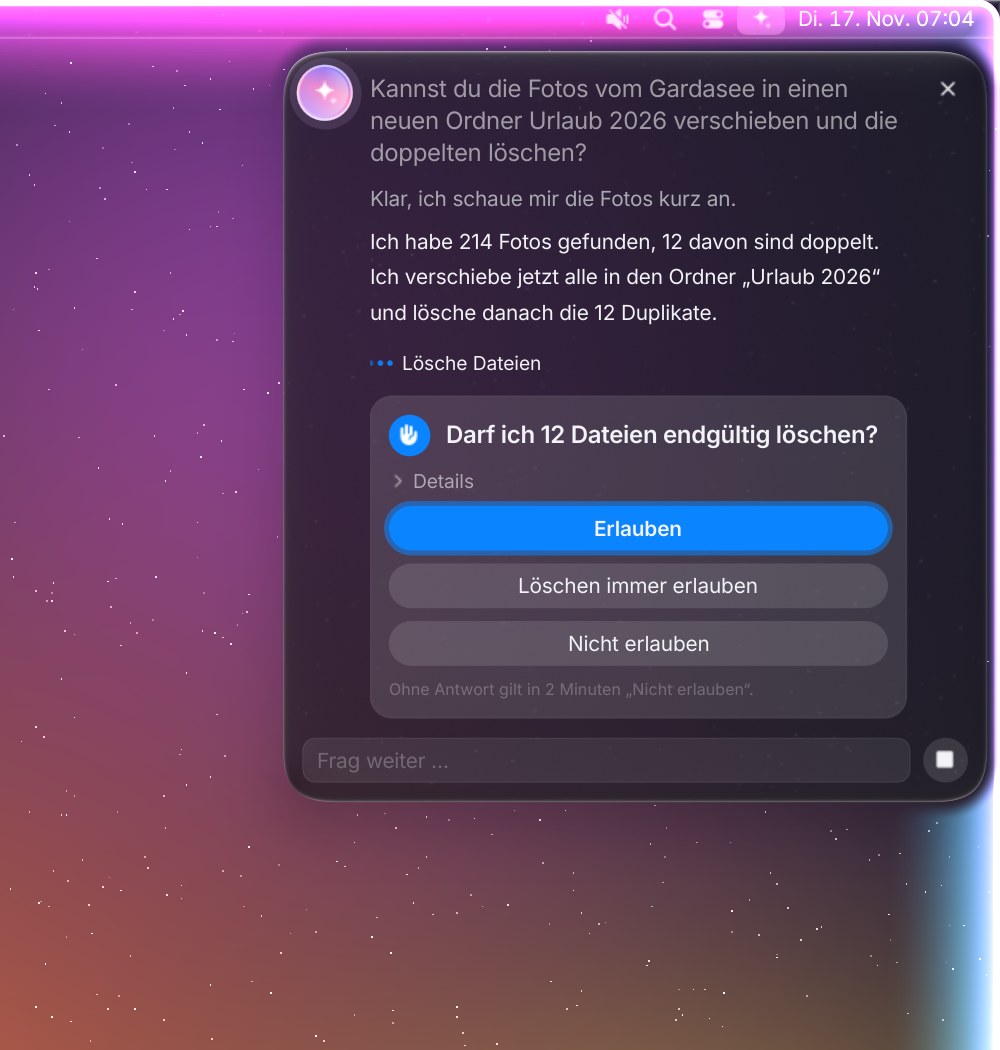 Di. 17. Nov. 07:04
Kannst du die Fotos vom Gardasee in einen
neuen Ordner Urlaub 2026 verschieben und die
doppelten löschen?
Klar, ich schaue mir die Fotos kurz an.
Ich habe 214 Fotos gefunden, 12 davon sind doppelt.
Ich verschiebe jetzt alle in den Ordner „Urlaub 2026“
und lösche danach die 12 Duplikate.
Lösche Dateien
Darf ich 12 Dateien endgültig löschen?
Details
Erlauben
Löschen immer erlauben
Nicht erlauben
Ohne Antwort gilt in 2 Minuten „Nicht erlauben“.
Frag weiter ...